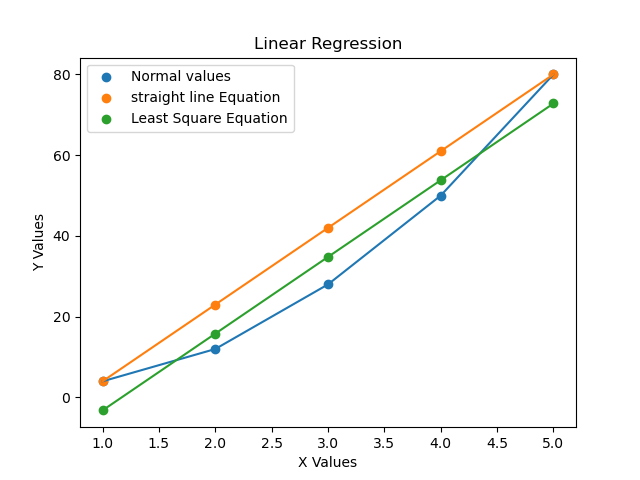 Linear Regression
Normal values
straight line Equation
Least Square Equation
Y Values
80
60
40
20
0
1.0 1.5 2.0 2.5 3.0 3.5 4.0 4.5 5.0
X Values